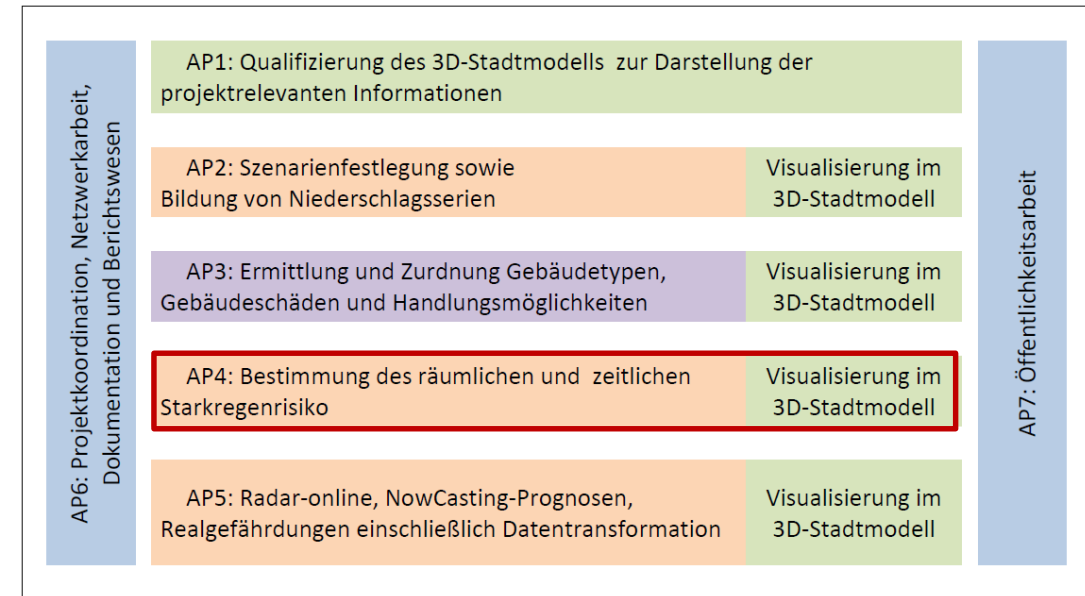 AP6: Projektkoordination, Netzwerkarbeit,
Dokumentation und Berichtswesen
AP1: Qualifizierung des 3D-Stadtmodells zur Darstellung der
projektrelevanten Informationen
AP2: Szenarienfestlegung sowie
Bildung von Niederschlagsserien
Visualisierung im
3D-Stadtmodell
AP3: Ermittlung und Zurdnung Gebäudetypen,
Gebäudeschäden und Handlungsmöglichkeiten
Visualisierung im
3D-Stadtmodell
AP4: Bestimmung des räumlichen und zeitlichen
Starkregenrisiko
Visualisierung im
3D-Stadtmodell
AP5: Radar-online, NowCasting-Prognosen,
Realgefährdungen einschließlich Datentransformation
Visualisierung im
3D-Stadtmodell
AP7: Öffentlichkeitsarbeit